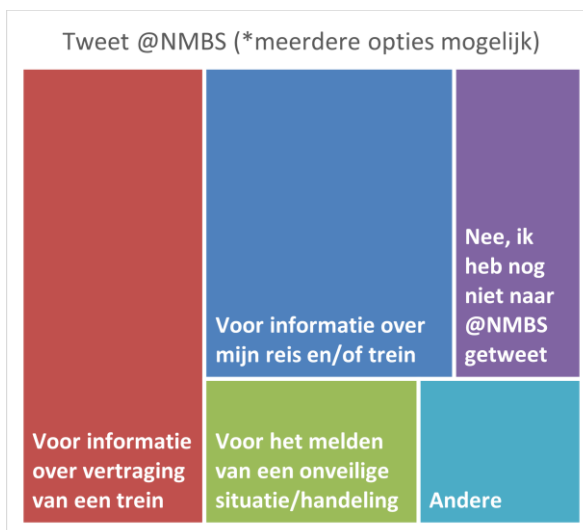 Tweet @NMBS (*meerdere opties mogelijk)
Voor informatie
over vertraging
van een trein
Voor informatie over
mijn reis en/of trein
Nee, ik
heb nog
niet naar
@NMBS
getweet
Voor het melden
van een onveilige
situatie/handeling
Andere